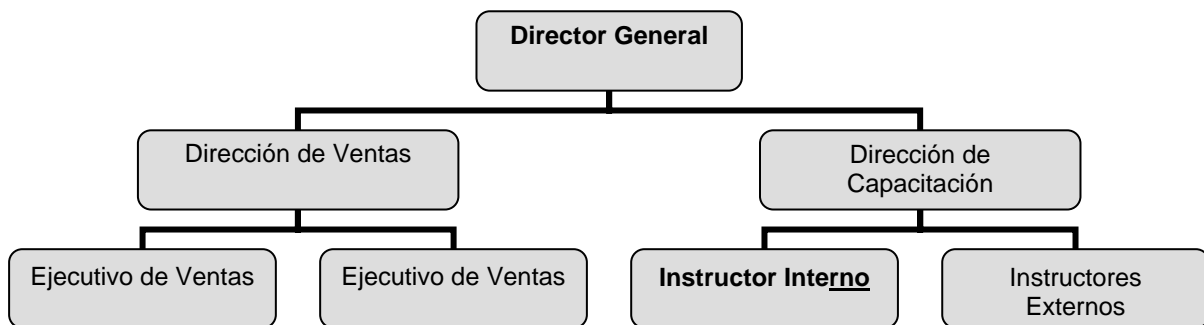 Director General
Dirección de Ventas
Dirección de
Capacitación
Ejecutivo de Ventas
Ejecutivo de Ventas
Instructor Interno
Instructores
Externos